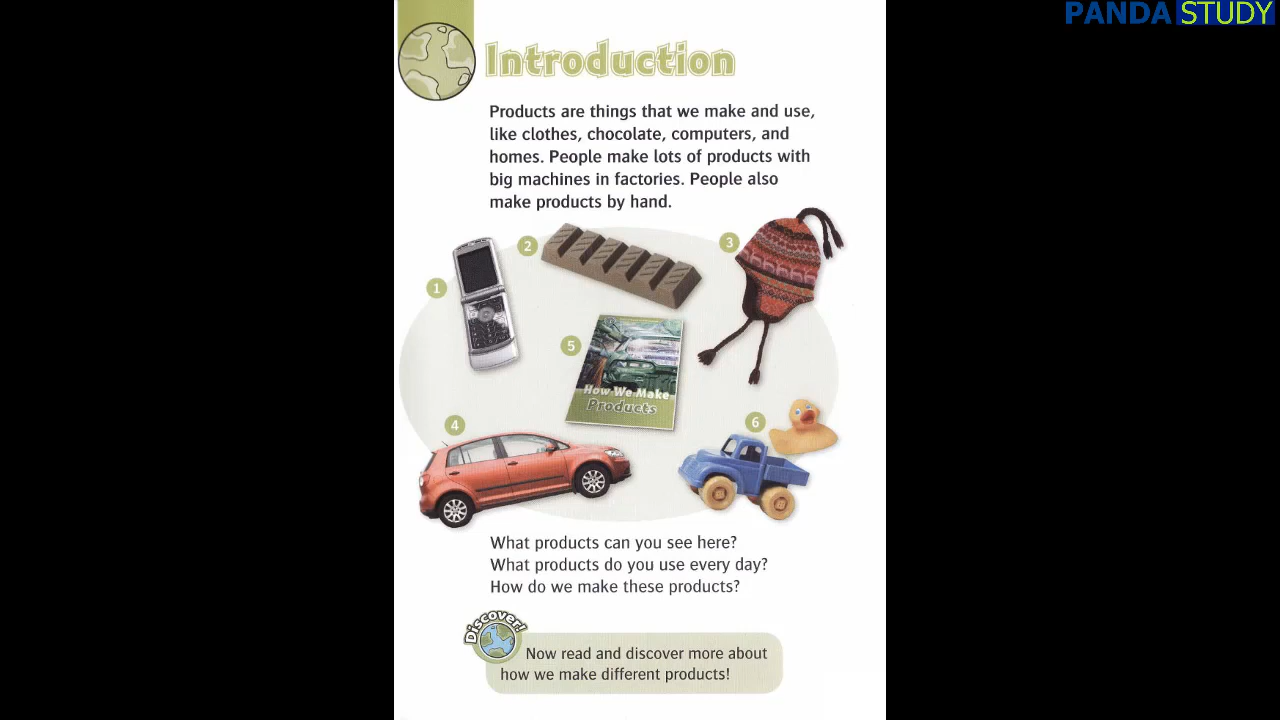 PANDA STUDY
Introduction
Products are things that we make and use,
like clothes, chocolate, computers, and
homes. People make lots of products with
big machines in factories. People also
make products by hand.
1
2
3
4
5
How We Make
Products
6
What products can you see here?
What products do you use every day?
How do we make these products?
Discover!
Now read and discover more about
how we make different products!